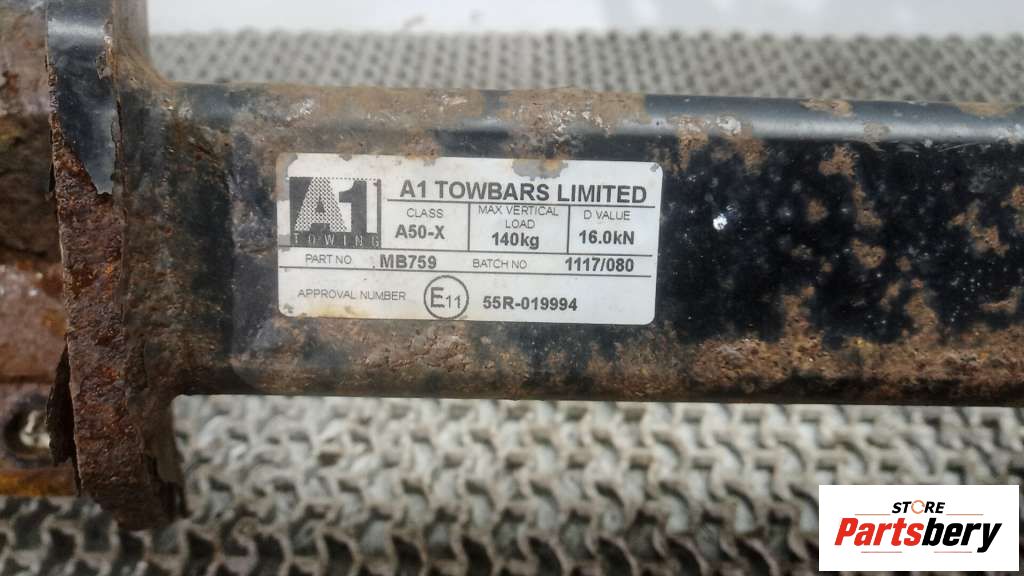 A1 TOWBARS LIMITED
A1
TOWING
CLASS
A50-X
MAX VERTICAL
LOAD
140kg
D VALUE
16.0kN
PART NO. MB759 BATCH NO 1117/080
APPROVAL NUMBER E11 55R-019994
STORE
Partsbery